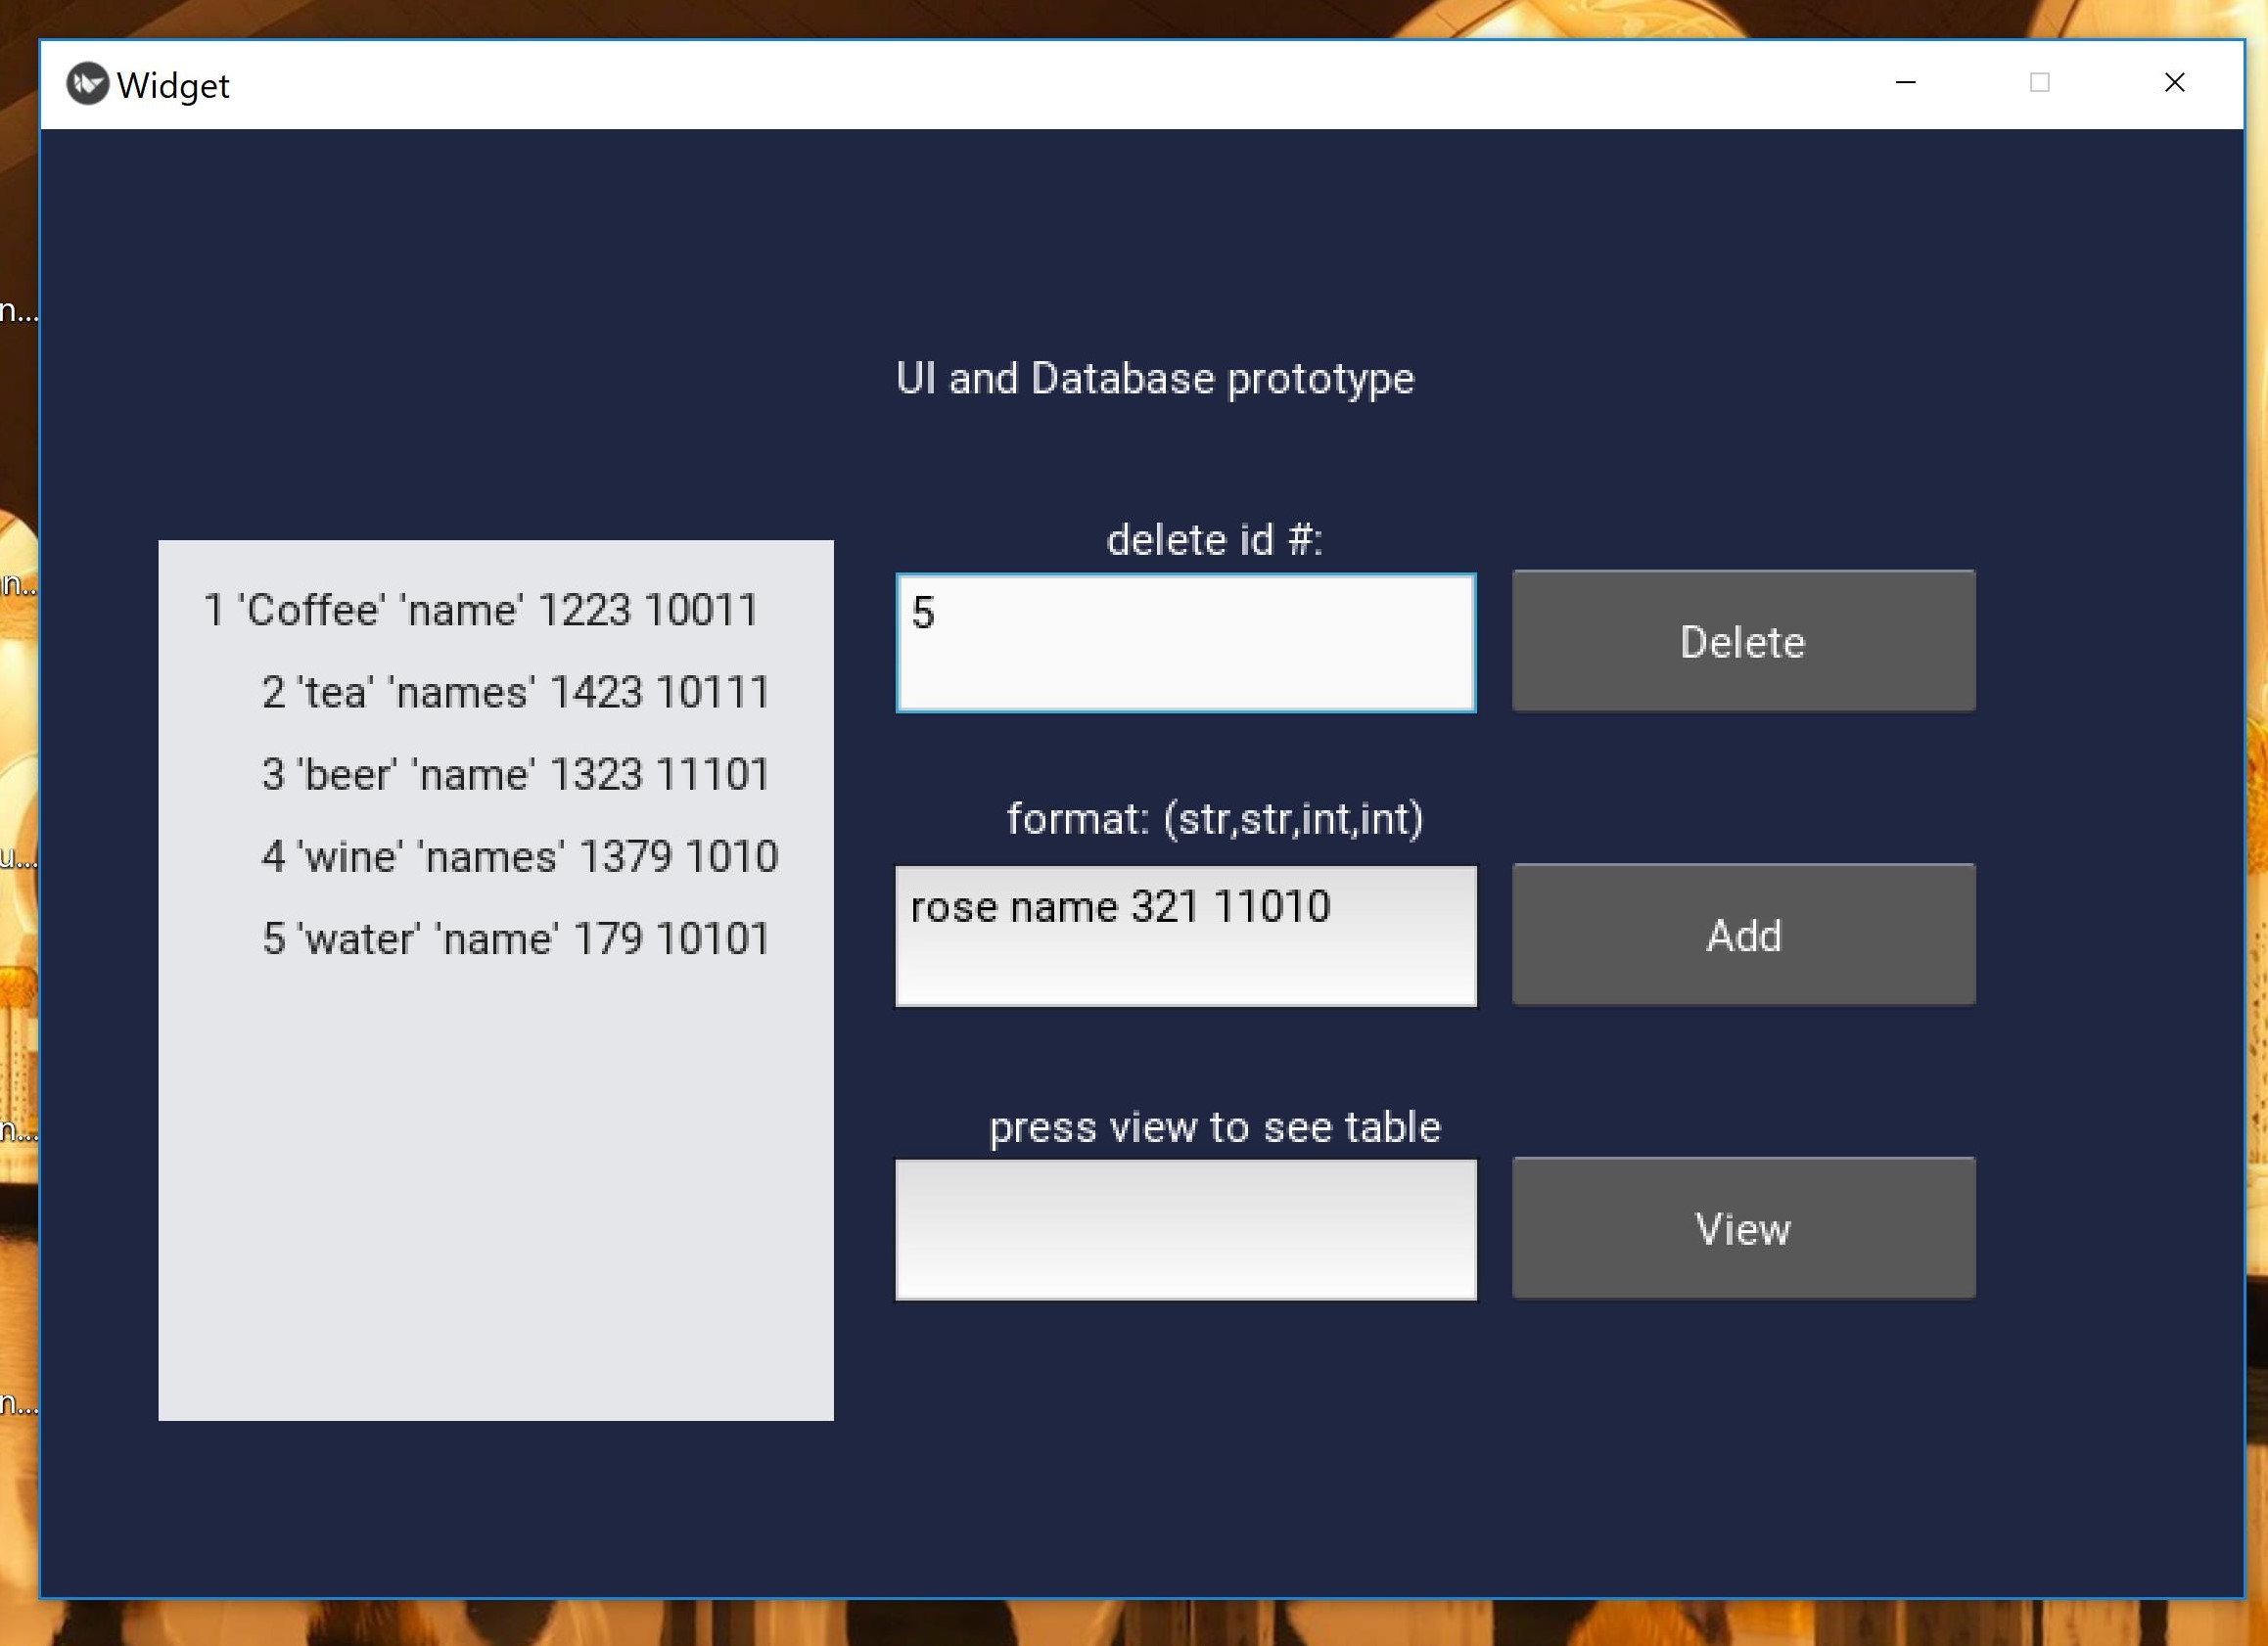 Widget
UI and Database prototype
1 'Coffee' 'name' 1223 10011
2 'tea' 'names' 1423 10111
3 'beer' 'name' 1323 11101
4 'wine' 'names' 1379 1010
5 'water' 'name' 179 10101
delete id #:
5
Delete
format: (str,str,int,int)
rose name 321 11010
Add
press view to see table
View
n...
n...
u...
n...
n...